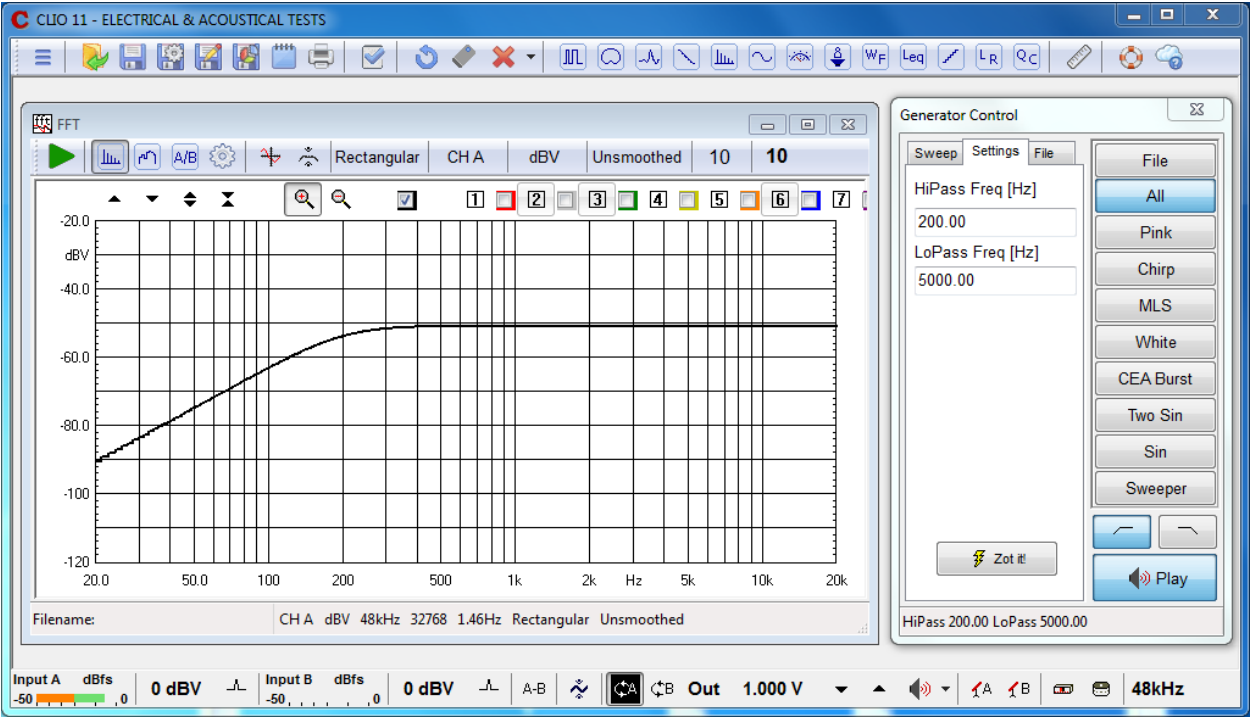 CLIO 11 - ELECTRICAL & ACOUSTICAL TESTS
WF Leq LR QC
FFT
A/B Rectangular CH A dBV Unsmoothed 10 10
1 2 3 4 5 6 7
-20.0
dBV
-40.0
-60.0
-80.0
-100
-120
20.0 50.0 100 200 500 1k 2k Hz 5k 10k 20k
Filename: CH A dBV 48kHz 32768 1.46Hz Rectangular Unsmoothed
Generator Control
Sweep Settings File
HiPass Freq [Hz]
200.00
LoPass Freq [Hz]
5000.00
Zot it!
File
All
Pink
Chirp
MLS
White
CEA Burst
Two Sin
Sin
Sweeper
Play
HiPass 200.00 LoPass 5000.00
Input A dBfs
-50 0
0 dBV
Input B dBfs
-50 0
0 dBV
A-B A B Out 1.000 V A B 48kHz